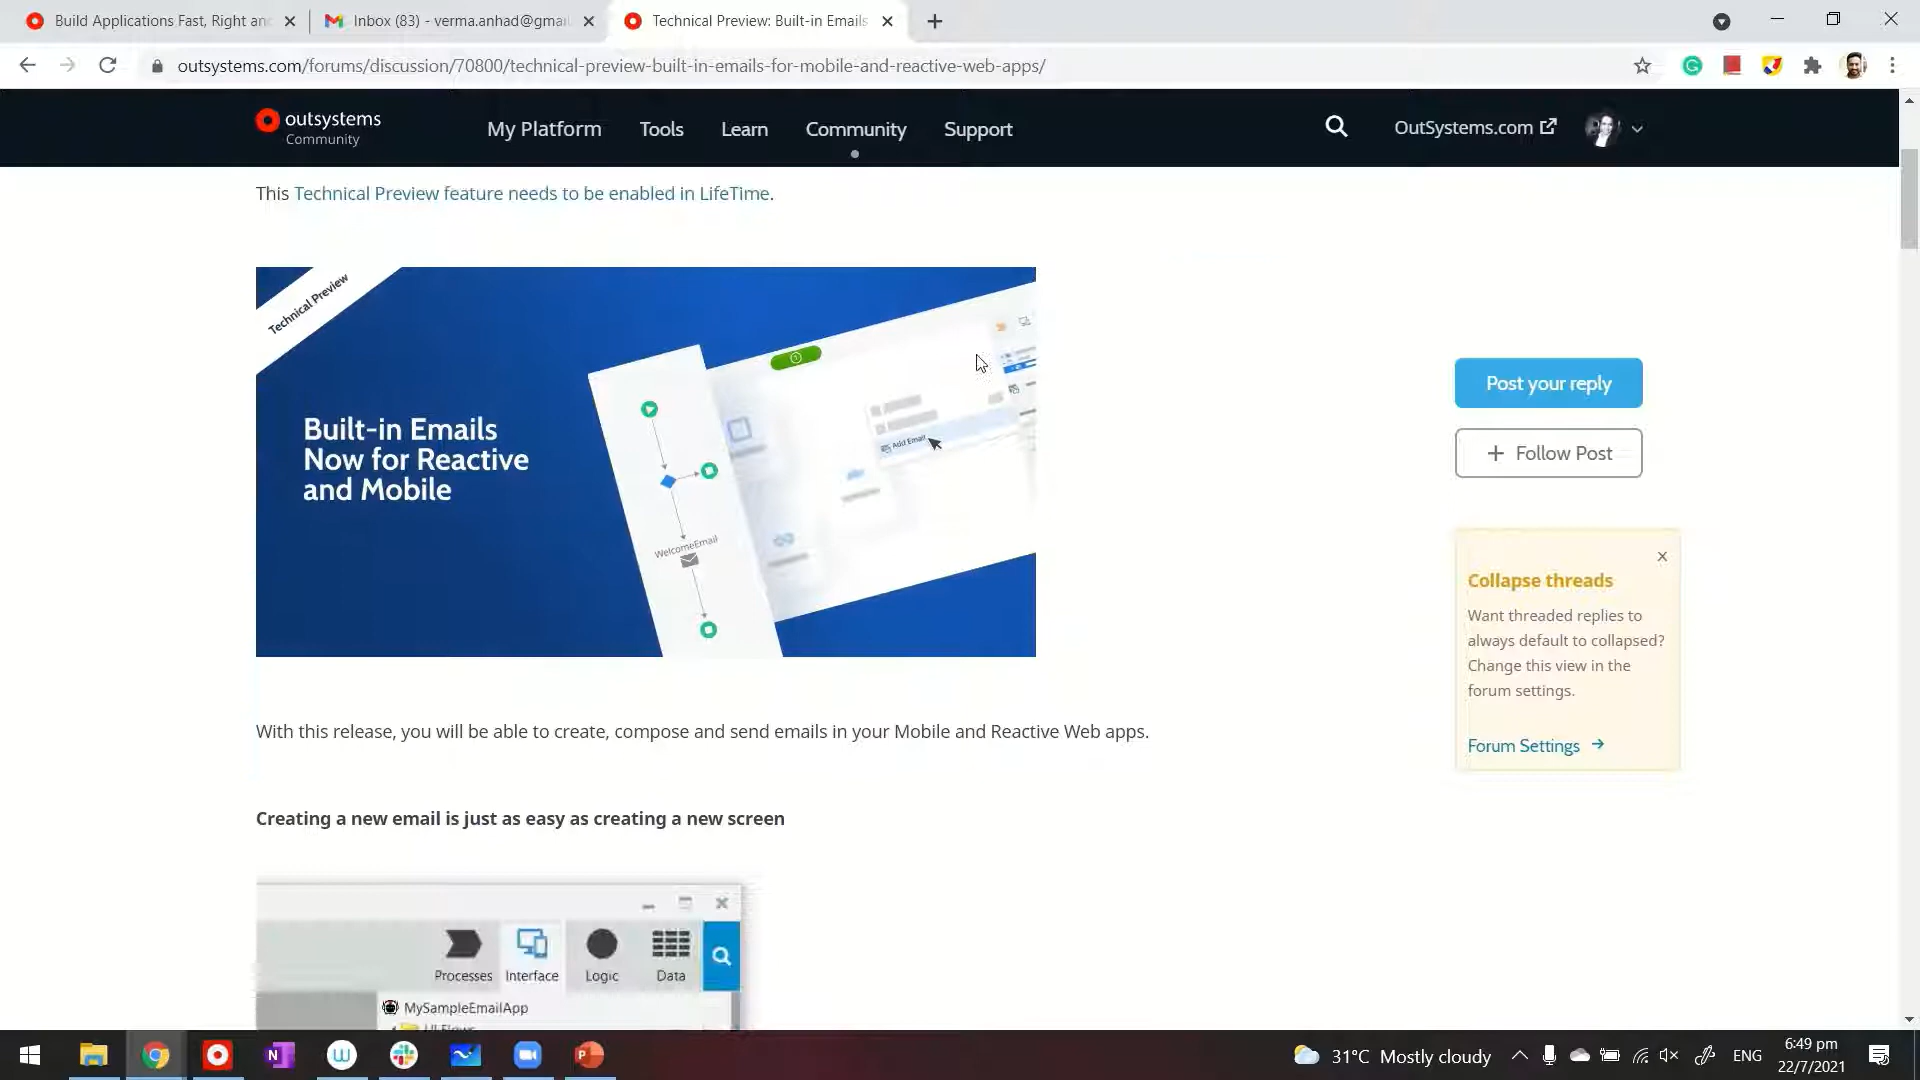 Build Applications Fast, Right an
Inbox (83) - verma.anhad@gmai
Technical Preview: Built-in Emails
outsystems.com/forums/discussion/70800/technical-preview-built-in-emails-for-mobile-and-reactive-web-apps/
outsystems
Community
My Platform
Tools
Learn
Community
Support
OutSystems.com
This Technical Preview feature needs to be enabled in LifeTime.
Technical Preview
Built-in Emails
Now for Reactive
and Mobile
Add Email
WelcomeEmail
Post your reply
Follow Post
Collapse threads
Want threaded replies to
always default to collapsed?
Change this view in the
forum settings.
Forum Settings
With this release, you will be able to create, compose and send emails in your Mobile and Reactive Web apps.
Creating a new email is just as easy as creating a new screen
Processes
Interface
Logic
Data
MySampleEmailApp
UI Flows
31°C Mostly cloudy
ENG
6:49 pm
22/7/2021